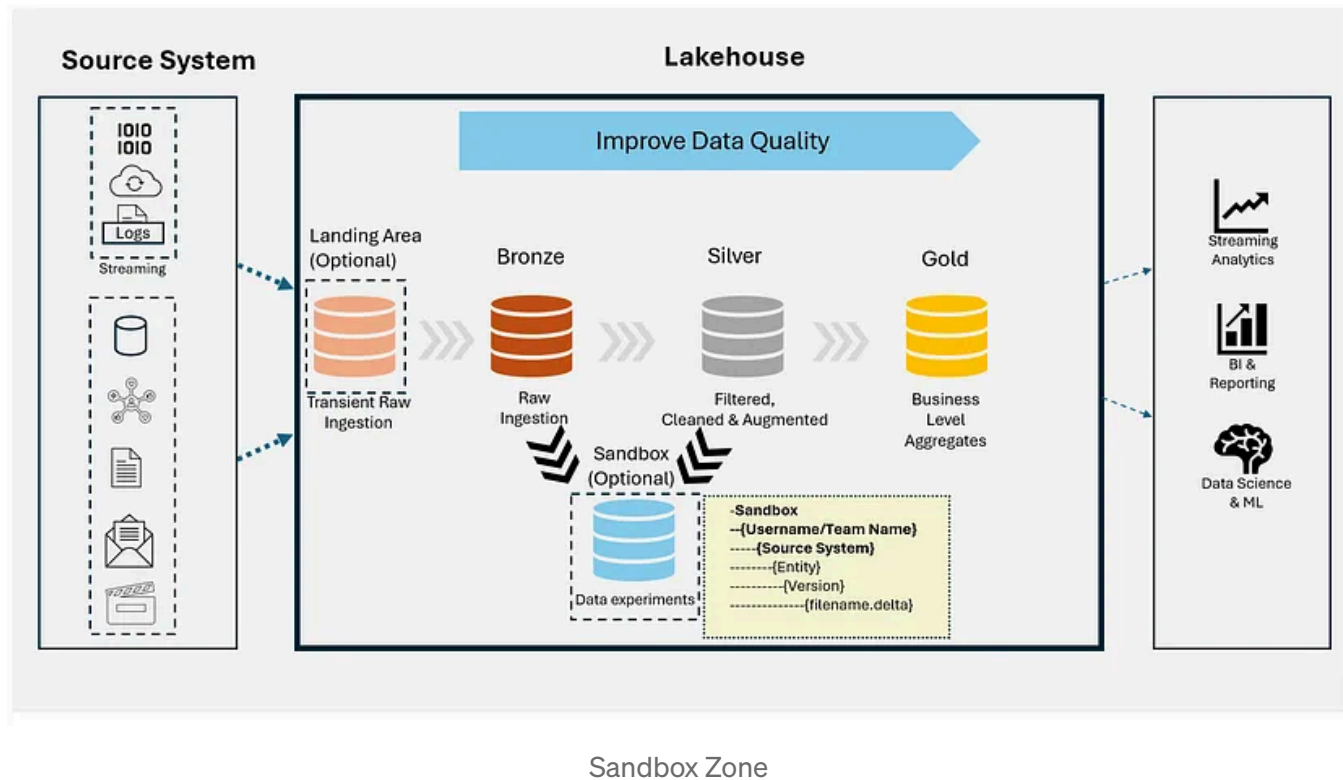 Source System
Lakehouse
IOIO
IOIO
Logs
Streaming
Improve Data Quality
Landing Area
(Optional)
Bronze
Silver
Gold
Transient Raw
Ingestion
Raw
Ingestion
Filtered,
Cleaned & Augmented
Business
Level
Aggregates
Sandbox
(Optional)
Data experiments
-Sandbox
--{Username/Team Name}
-----{Source System}
--------{Entity}
----------{Version}
--------------{filename.delta}
Streaming
Analytics
BI &
Reporting
Data Science
& ML
Sandbox Zone